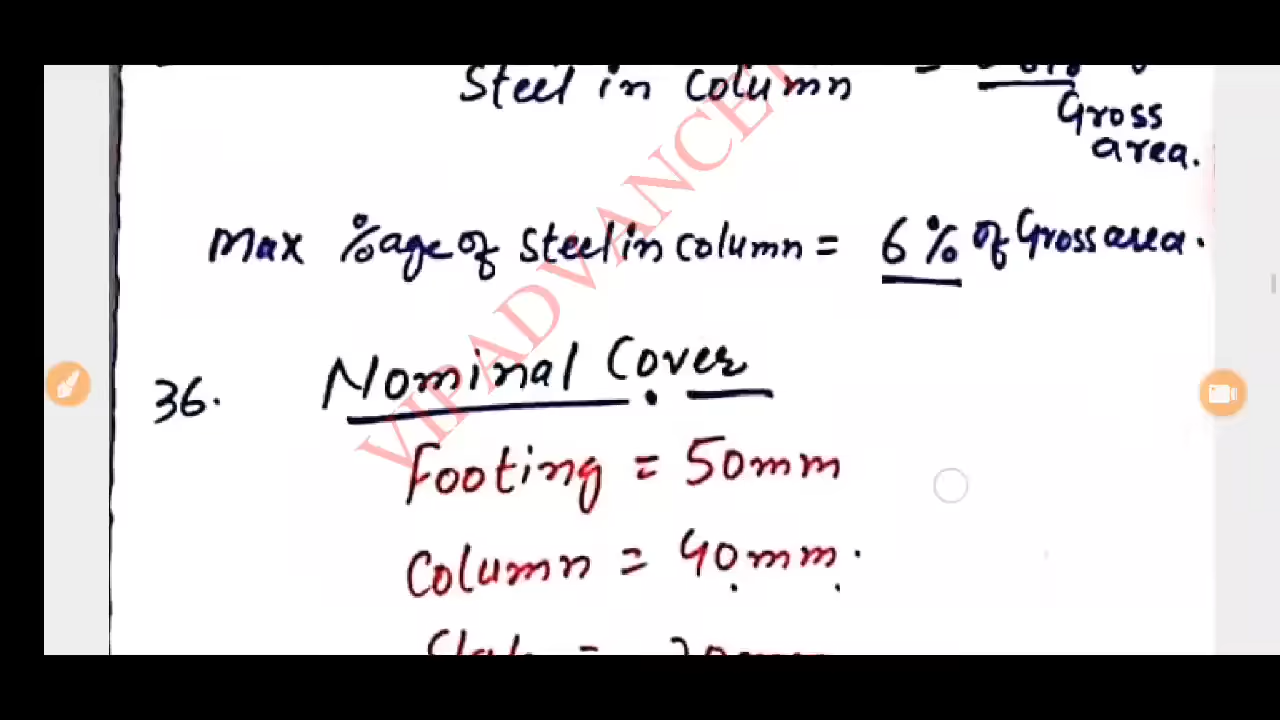 Steel in Column =
Gross
area.
Max %age of Steel in column = 6% of Gross area.
VIPADVANCE
36. Nominal Cover
Footing = 50mm
Column = 40mm.